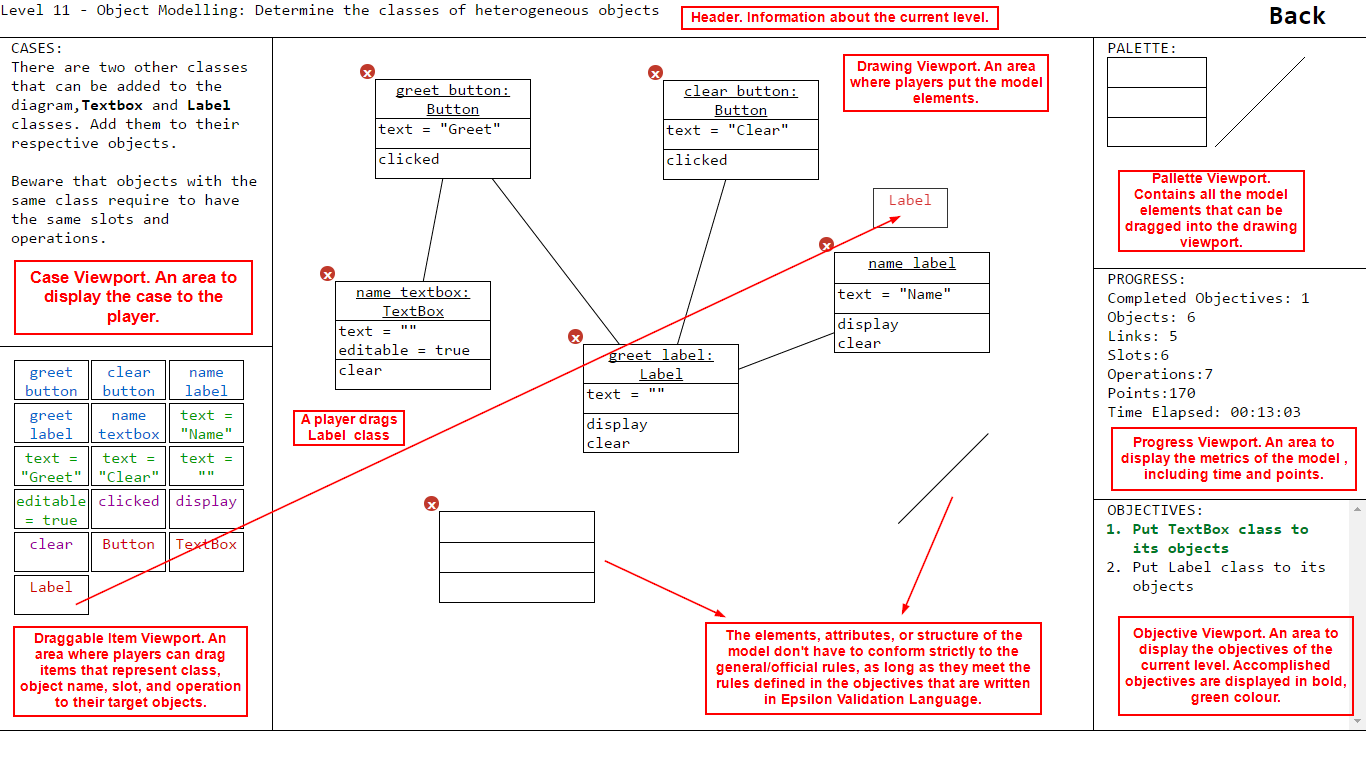 Level 11 - Object Modelling: Determine the classes of heterogeneous objects
Header. Information about the current level.
Back
CASES:
There are two other classes
that can be added to the
diagram,Textbox and Label
classes. Add them to their
respective objects.
Beware that objects with the
same class require to have
the same slots and
operations.
Case Viewport. An area to
display the case to the
player.
greet
button
clear
button
name
label
greet
label
name
textbox
text =
"Name"
text =
"Greet"
text =
"Clear"
text =
""
editable
= true
clicked
display
clear
Button
TextBox
Label
Draggable Item Viewport. An
area where players can drag
items that represent class,
object name, slot, and operation
to their target objects.
x
greet button:
Button
text = "Greet"
clicked
x
clear button:
Button
text = "Clear"
clicked
Drawing Viewport. An area
where players put the model
elements.
Label
x
name label
text = "Name"
display
clear
x
name textbox:
TextBox
text = ""
editable = true
clear
x
greet label:
Label
text = ""
display
clear
A player drags
Label class
x
The elements, attributes, or structure of the
model don't have to conform strictly to the
general/official rules, as long as they meet the
rules defined in the objectives that are written
in Epsilon Validation Language.
PALETTE:
Pallette Viewport.
Contains all the model
elements that can be
dragged into the drawing
viewport.
PROGRESS:
Completed Objectives: 1
Objects: 6
Links: 5
Slots:6
Operations:7
Points:170
Time Elapsed: 00:13:03
Progress Viewport. An area to
display the metrics of the model ,
including time and points.
OBJECTIVES:
1. Put TextBox class to
its objects
2. Put Label class to its
objects
Objective Viewport. An area to
display the objectives of the
current level. Accomplished
objectives are displayed in bold,
green colour.